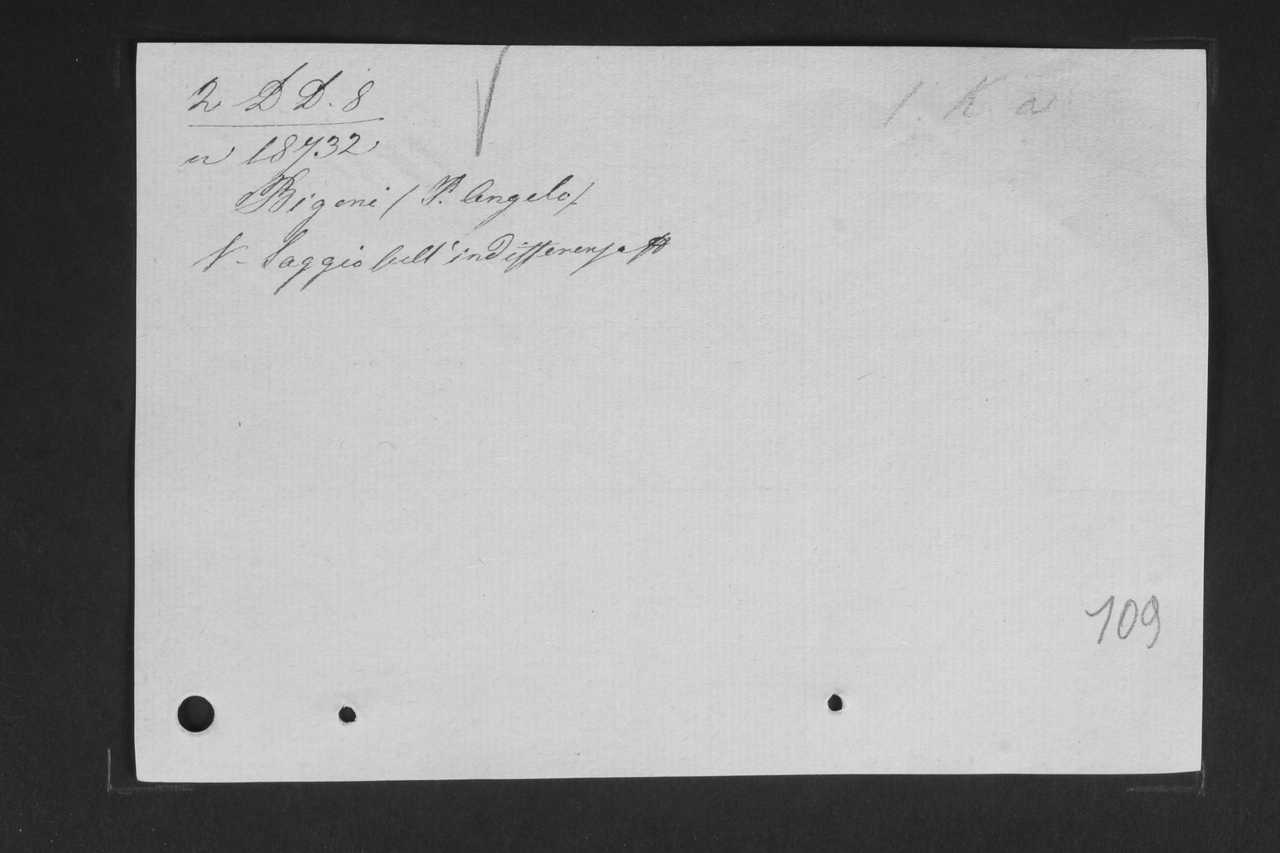 2 D D. 8
1. K a
n 18732
Bigoni / P. Angelo /
V - Saggio sull' indifferenza
109